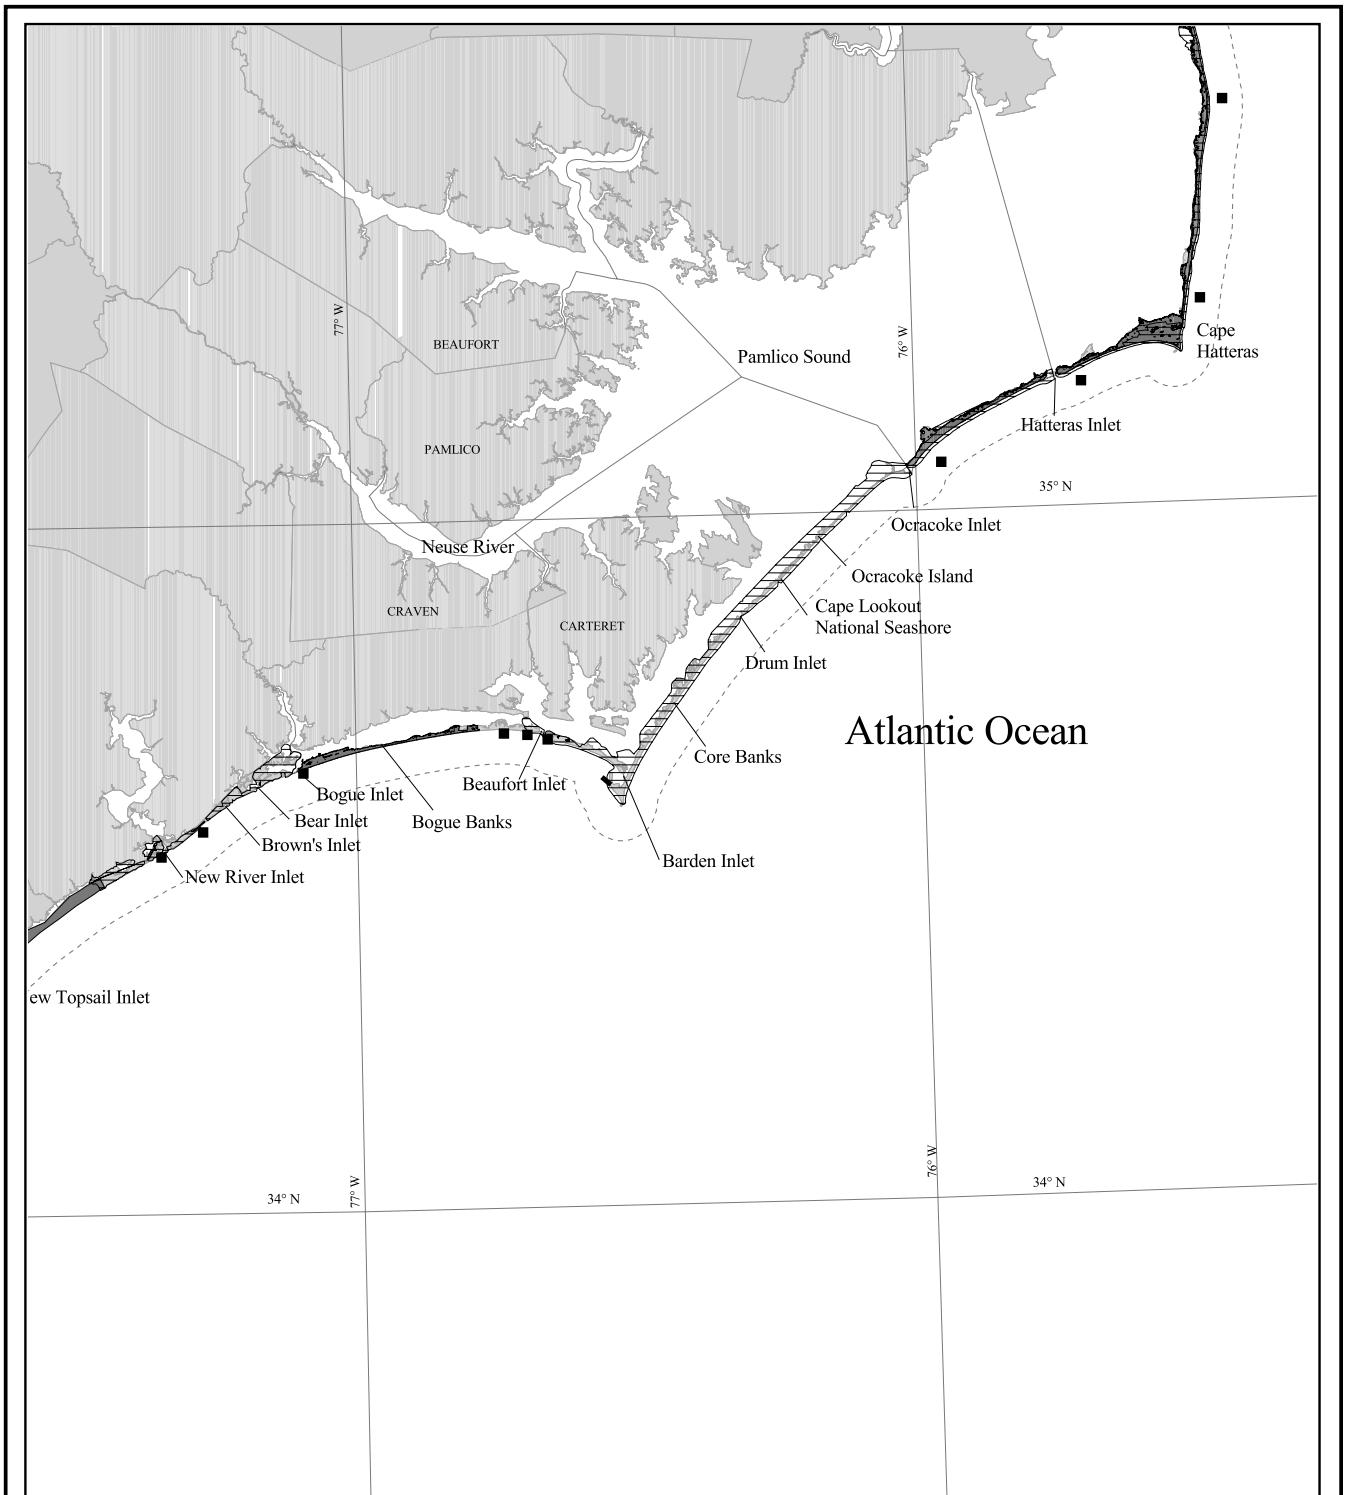 77° W
76° W
Cape
Hatteras
BEAUFORT
Pamlico Sound
Hatteras Inlet
PAMLICO
35° N
Ocracoke Inlet
Neuse River
Ocracoke Island
CRAVEN
CARTERET
Cape Lookout
National Seashore
Drum Inlet
Atlantic Ocean
Core Banks
Beaufort Inlet
Bogue Inlet
Bear Inlet
Bogue Banks
Brown's Inlet
Barden Inlet
New River Inlet
ew Topsail Inlet
76° W
34° N
77° W
34° N